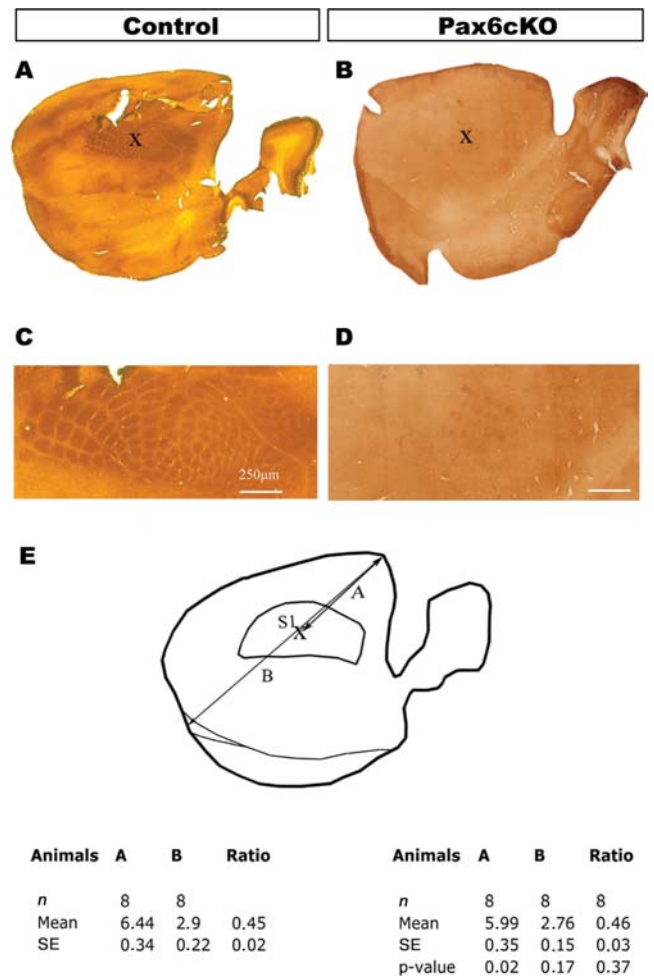 Control Pax6cKO
A B
X X
C D
250µm
E
A
S1
X
B
Animals A B Ratio Animals A B Ratio
n 8 8 n 8 8 8
Mean 6.44 2.9 0.45 Mean 5.99 2.76 0.46
SE 0.34 0.22 0.02 SE 0.35 0.15 0.03
p-value 0.02 0.17 0.37